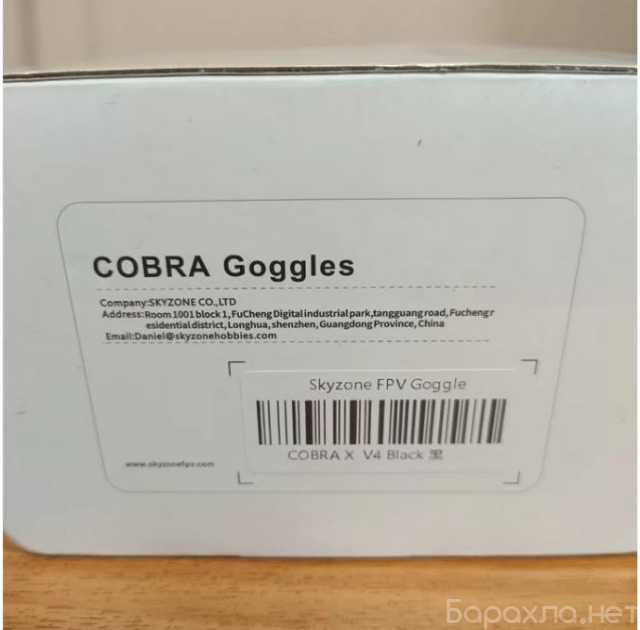 COBRA Goggles
Company:SKYZONE CO.,LTD
Address:Room 1001 block 1,FuCheng Digital industrial park,tangguang road, Fucheng r
esidential district, Longhua, shenzhen, Guangdong Province, China
Email:Daniel@skyzonehobbies.com
Skyzone FPV Goggle
COBRA X V4 Black 黑
www.skyzonefpv.com
Барахла.нет